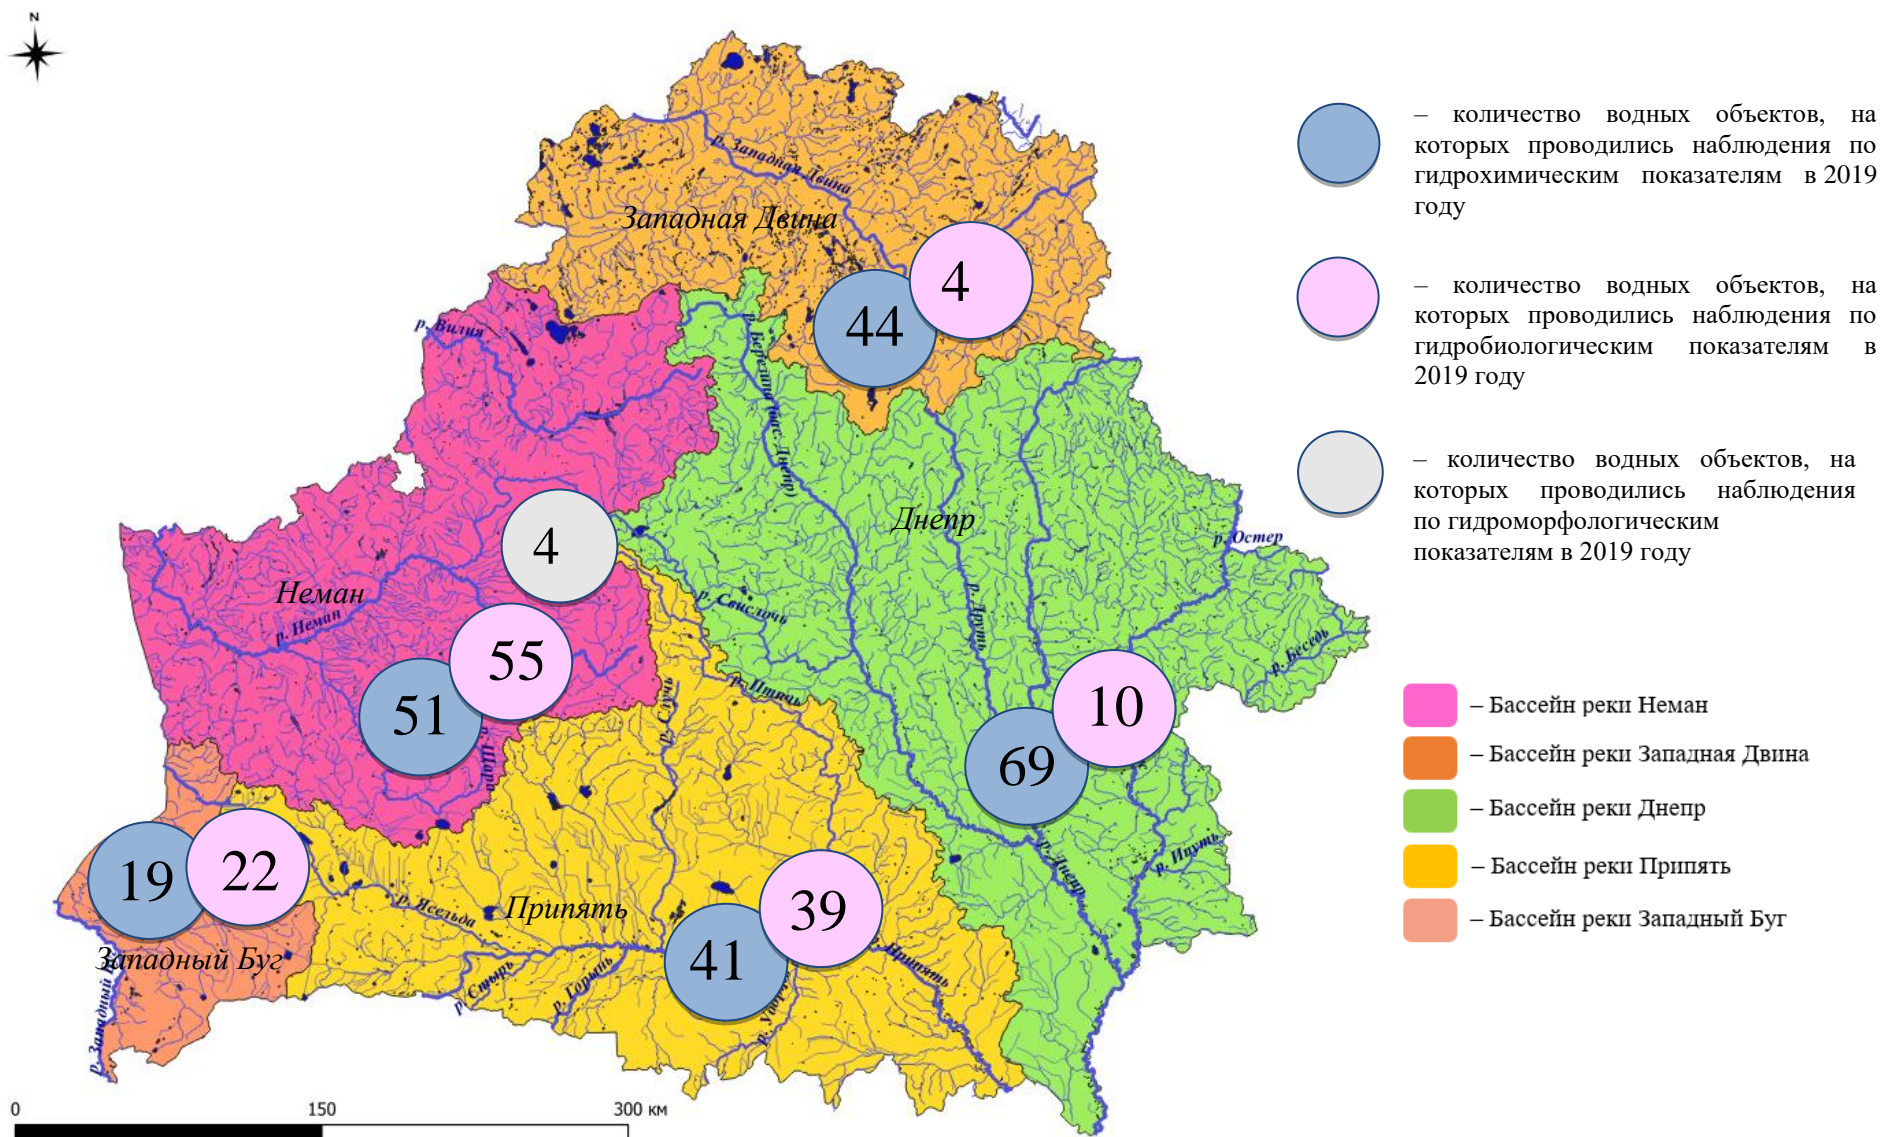 N
– количество водных объектов, на
которых проводились наблюдения по
гидрохимическим показателям в 2019
году
– количество водных объектов, на
которых проводились наблюдения по
гидробиологическим показателям в
2019 году
– количество водных объектов, на
которых проводились наблюдения
по гидроморфологическим
показателям в 2019 году
– Бассейн реки Неман
– Бассейн реки Западная Двина
– Бассейн реки Днепр
– Бассейн реки Припять
– Бассейн реки Западный Буг
р. Западная Двина
Западная Двина
4
44
р. Вилия
р. Березина (бас. Днепр)
Днепр
4
р. Остер
Неман
р. Неман
р. Свислочь
р. Друть
р. Беседь
55
51
р. Щара
р. Случь
р. Птичь
10
69
р. Днепр
р. Ипуть
19
22
р. Ясельда
Припять
39
41
р. Припять
Западный Буг
р. Западный
р. Стырь
р. Горынь
0
150
300 км